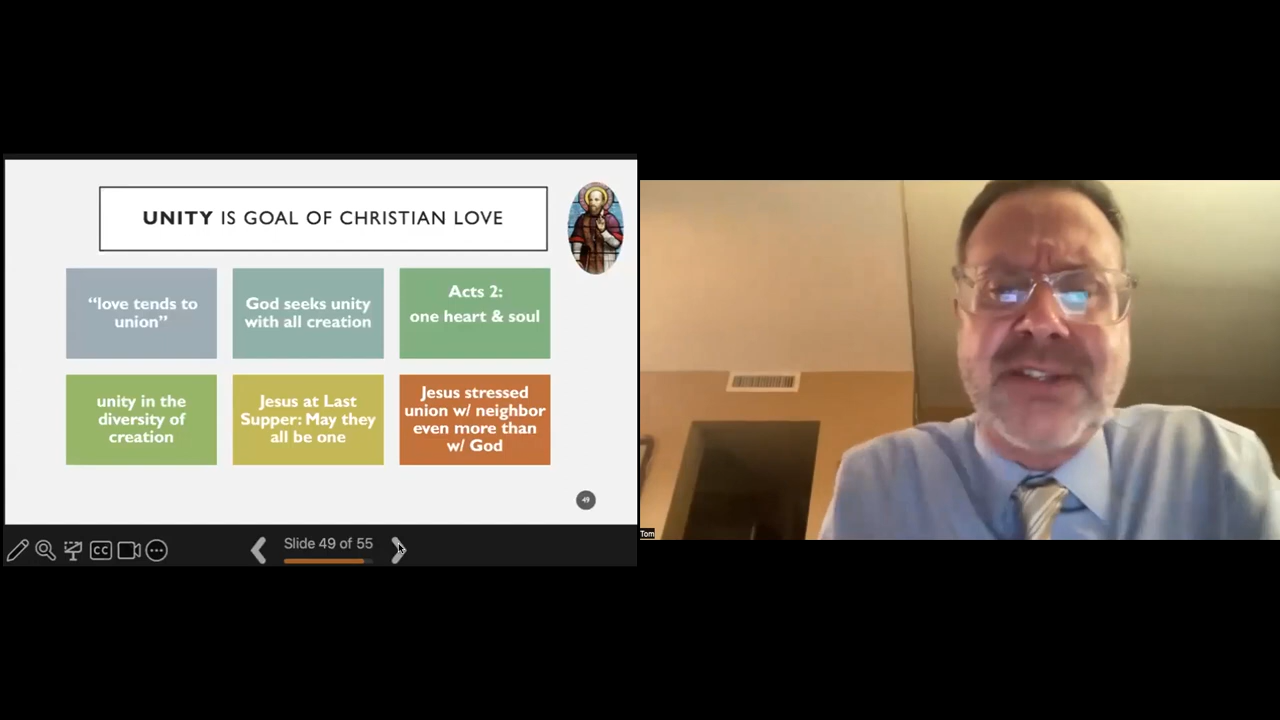 UNITY IS GOAL OF CHRISTIAN LOVE
“love tends to
union”
God seeks unity
with all creation
Acts 2:
one heart & soul
unity in the
diversity of
creation
Jesus at Last
Supper: May they
all be one
Jesus stressed
union w/ neighbor
even more than
w/ God
49
CC
Slide 49 of 55
Tom